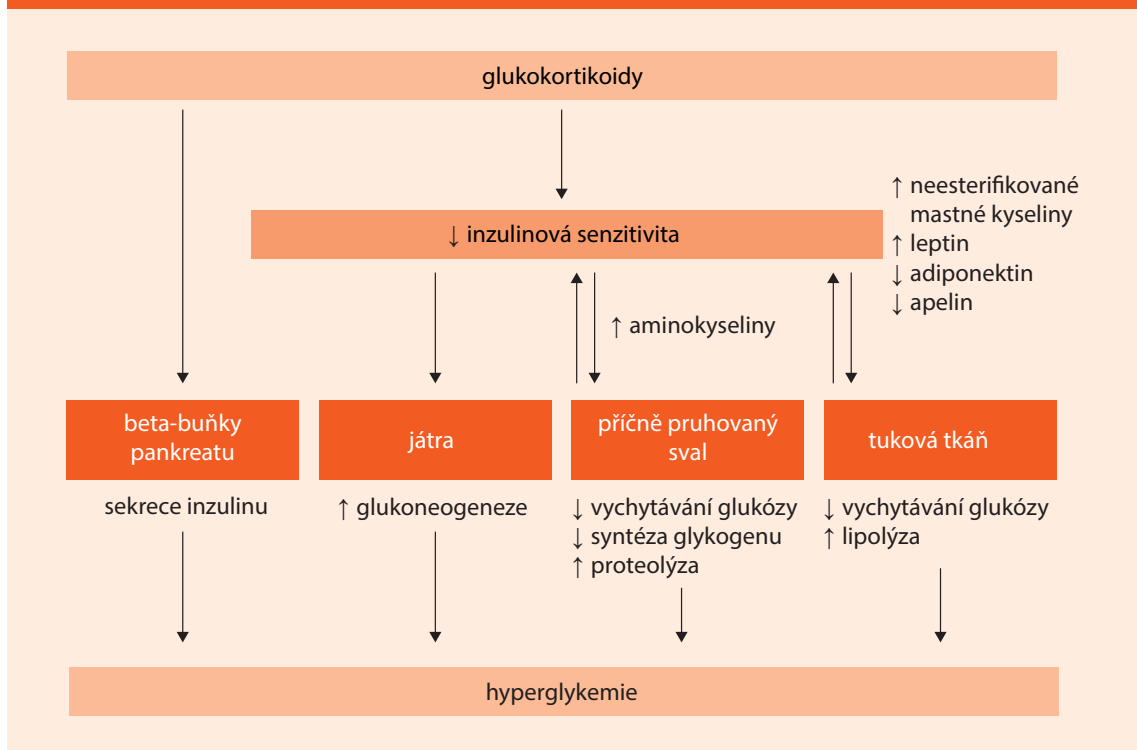 glukokortikoidy
↑ neesterifikované
mastné kyseliny
↑ leptin
↓ adiponektin
↓ apelin
↓ inzulinová senzitivita
↑ aminokyseliny
beta-buňky
pankreatu
játra
příčně pruhovaný
sval
tuková tkáň
sekrece inzulinu
↑ glukoneogeneze
↓ vychytávání glukózy
↓ syntéza glykogenu
↑ proteolýza
↓ vychytávání glukózy
↑ lipolýza
hyperglykemie